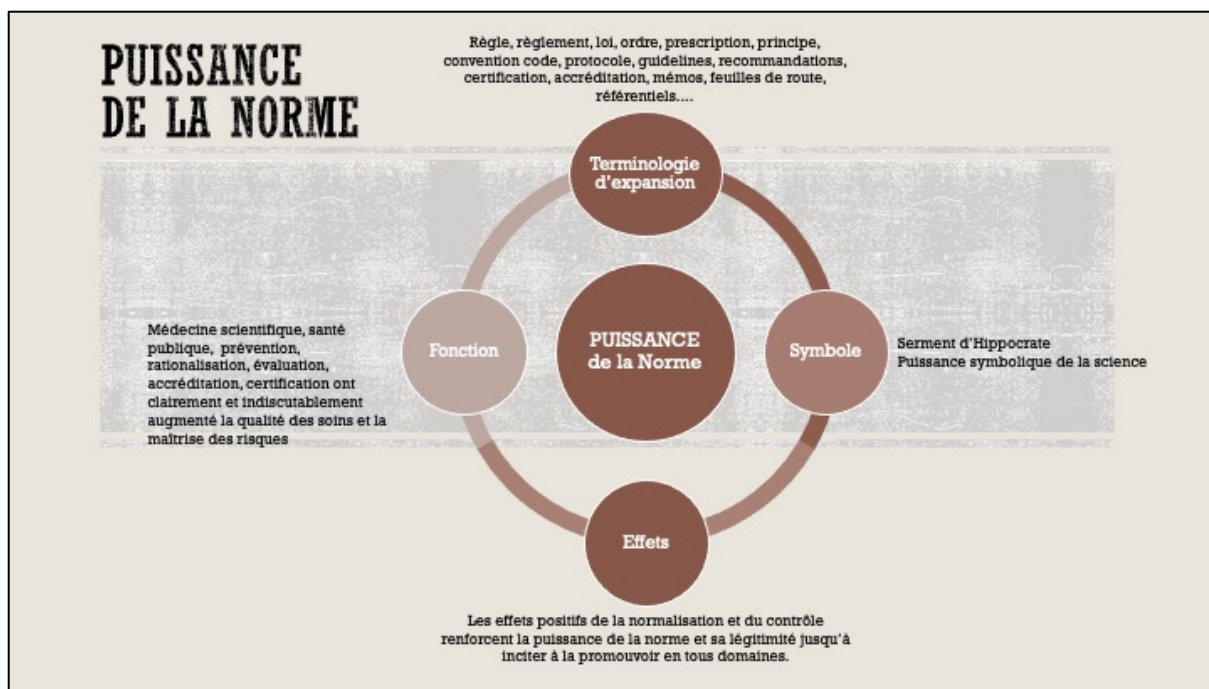 PUISSANCE
DE LA NORME
Règle, règlement, loi, ordre, prescription, principe,
convention code, protocole, guidelines, recommandations,
certification, accréditation, mémos, feuilles de route,
référentiels....
Terminologie
d'expansion
Médecine scientifique, santé
publique, prévention,
rationalisation, évaluation,
accréditation, certification ont
clairement et indiscutablement
augmenté la qualité des soins et la
maîtrise des risques
Fonction
PUISSANCE
de la Norme
Symbole
Serment d'Hippocrate
Puissance symbolique de la science
Effets
Les effets positifs de la normalisation et du contrôle
renforcent la puissance de la norme et sa légitimité jusqu'à
inciter à la promouvoir en tous domaines.